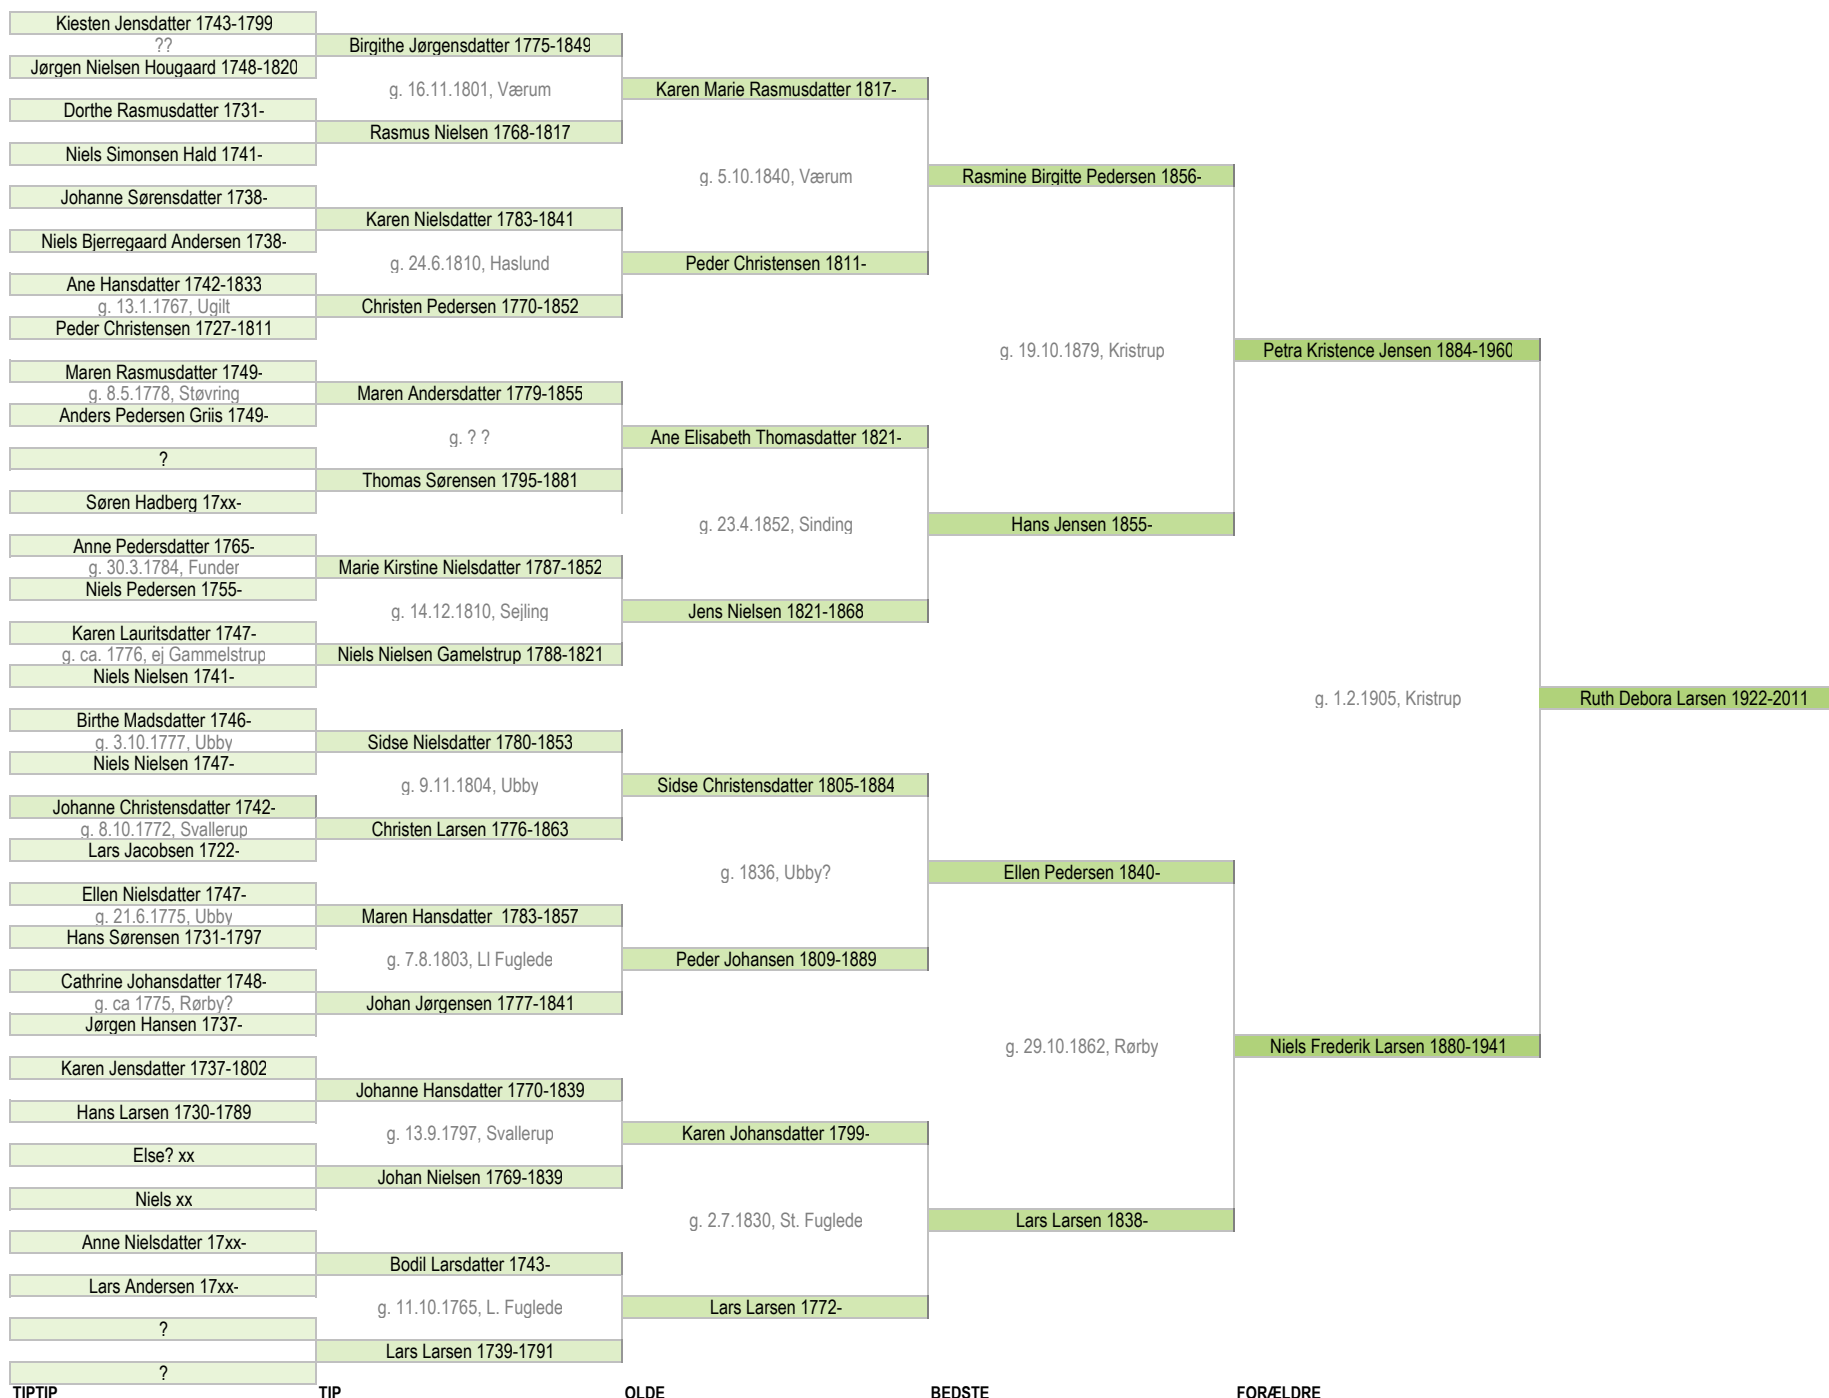 Kiesten Jensdatter 1743-1799
??
Jørgen Nielsen Hougaard 1748-1820
Dorthe Rasmusdatter 1731-
Niels Simonsen Hald 1741-
Johanne Sørensdatter 1738-
Niels Bjerregaard Andersen 1738-
Ane Hansdatter 1742-1833
g. 13.1.1767, Ugilt
Peder Christensen 1727-1811
Maren Rasmusdatter 1749-
g. 8.5.1778, Støvring
Anders Pedersen Griis 1749-
?
Søren Hadberg 17xx-
Anne Pedersdatter 1765-
g. 30.3.1784, Funder
Niels Pedersen 1755-
Karen Lauritsdatter 1747-
g. ca. 1776, ej Gammelstrup
Niels Nielsen 1741-
Birthe Madsdatter 1746-
g. 3.10.1777, Ubby
Niels Nielsen 1747-
Johanne Christensdatter 1742-
g. 8.10.1772, Svallerup
Lars Jacobsen 1722-
Ellen Nielsdatter 1747-
g. 21.6.1775, Ubby
Hans Sørensen 1731-1797
Cathrine Johansdatter 1748-
g. ca 1775, Rørby?
Jørgen Hansen 1737-
Karen Jensdatter 1737-1802
Hans Larsen 1730-1789
Else? xx
Niels xx
Anne Nielsdatter 17xx-
Lars Andersen 17xx-
?
?
TIPTIP
Birgithe Jørgensdatter 1775-1849
g. 16.11.1801, Værum
Rasmus Nielsen 1768-1817
Karen Nielsdatter 1783-1841
g. 24.6.1810, Haslund
Christen Pedersen 1770-1852
Maren Andersdatter 1779-1855
g. ? ?
Thomas Sørensen 1795-1881
Marie Kirstine Nielsdatter 1787-1852
g. 14.12.1810, Sejling
Niels Nielsen Gamelstrup 1788-1821
Sidse Nielsdatter 1780-1853
g. 9.11.1804, Ubby
Christen Larsen 1776-1863
Maren Hansdatter  1783-1857
g. 7.8.1803, Ll Fuglede
Johan Jørgensen 1777-1841
Johanne Hansdatter 1770-1839
g. 13.9.1797, Svallerup
Johan Nielsen 1769-1839
Bodil Larsdatter 1743-
g. 11.10.1765, L. Fuglede
Lars Larsen 1739-1791
TIP
Karen Marie Rasmusdatter 1817-
g. 5.10.1840, Værum
Peder Christensen 1811-
Ane Elisabeth Thomasdatter 1821-
g. 23.4.1852, Sinding
Jens Nielsen 1821-1868
Sidse Christensdatter 1805-1884
g. 1836, Ubby?
Peder Johansen 1809-1889
Karen Johansdatter 1799-
g. 2.7.1830, St. Fuglede
Lars Larsen 1772-
OLDE
Rasmine Birgitte Pedersen 1856-
g. 19.10.1879, Kristrup
Hans Jensen 1855-
Ellen Pedersen 1840-
g. 29.10.1862, Rørby
Lars Larsen 1838-
BEDSTE
Petra Kristence Jensen 1884-1960
g. 1.2.1905, Kristrup
Niels Frederik Larsen 1880-1941
FORÆLDRE
Ruth Debora Larsen 1922-2011